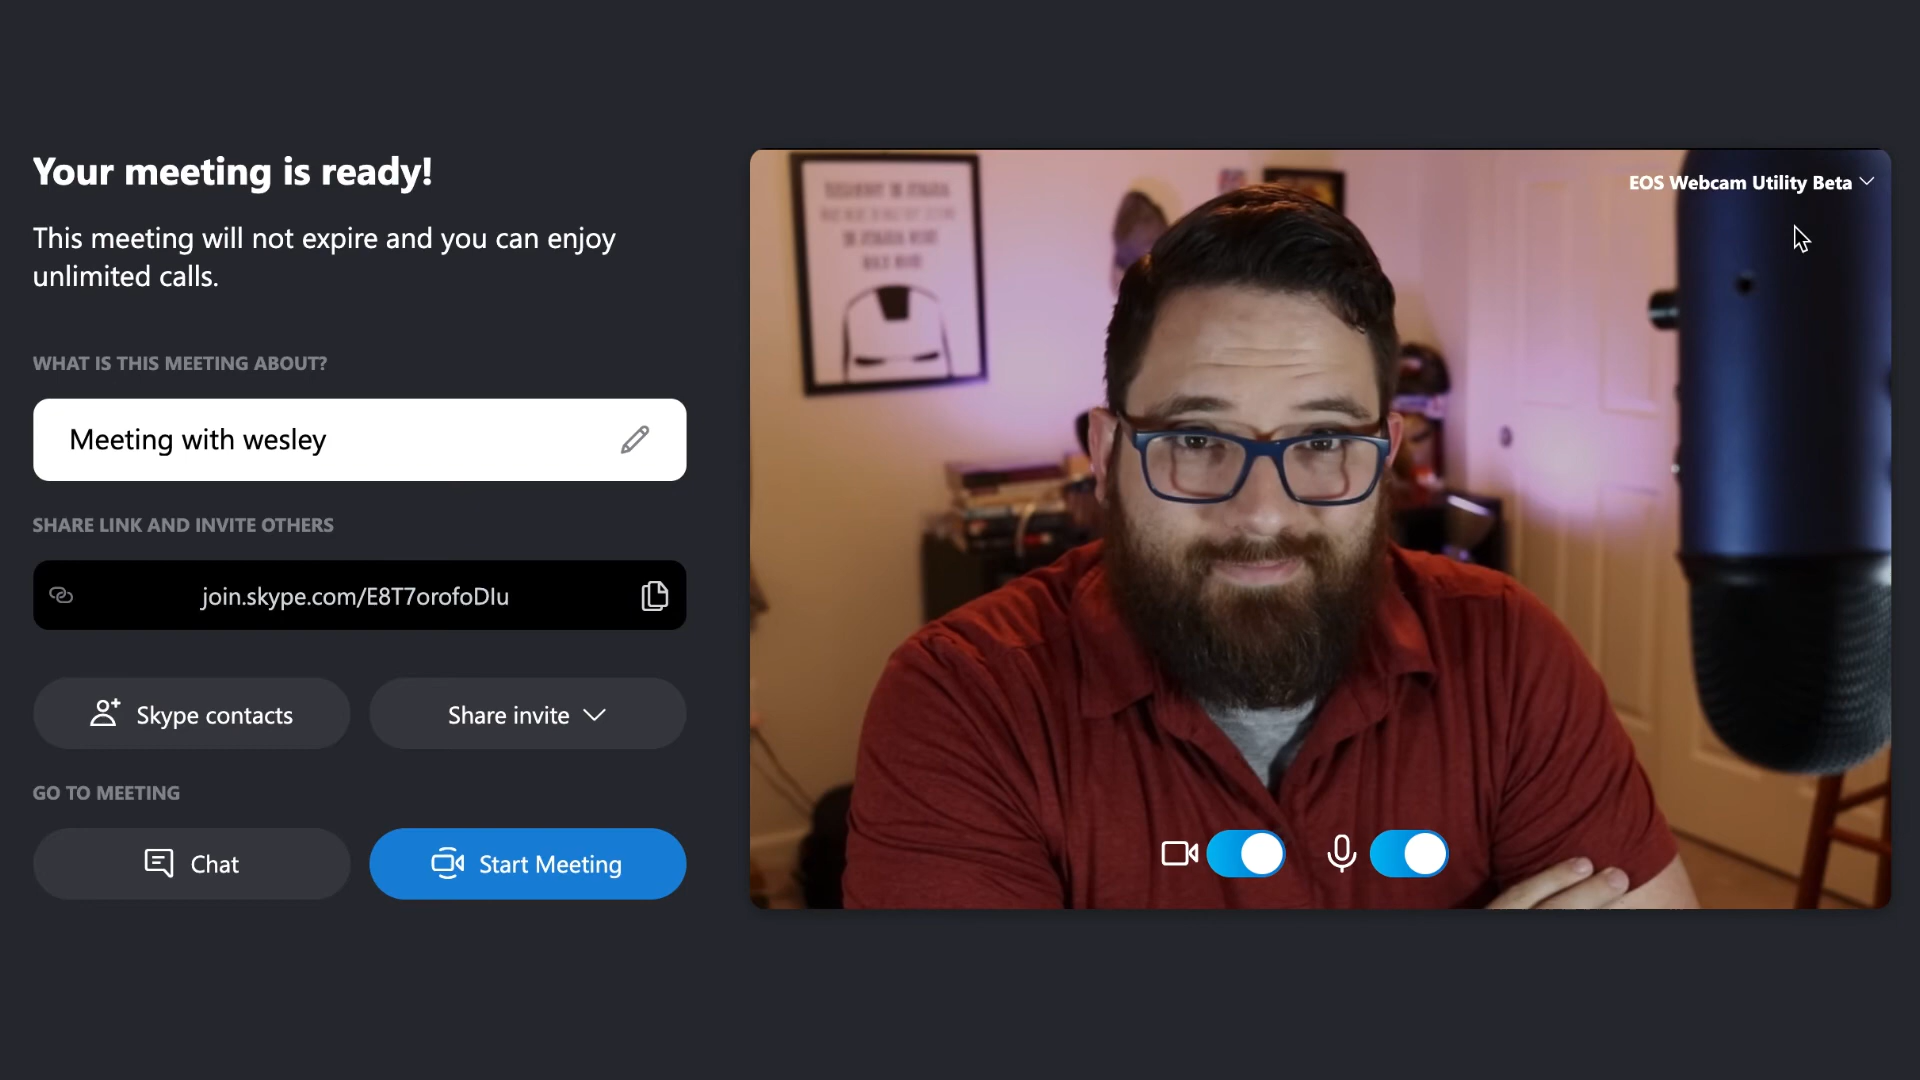 Your meeting is ready!
This meeting will not expire and you can enjoy
unlimited calls.
WHAT IS THIS MEETING ABOUT?
Meeting with wesley
SHARE LINK AND INVITE OTHERS
join.skype.com/E8T7orofoDIu
Skype contacts
Share invite
GO TO MEETING
Chat
Start Meeting
EOS Webcam Utility Beta